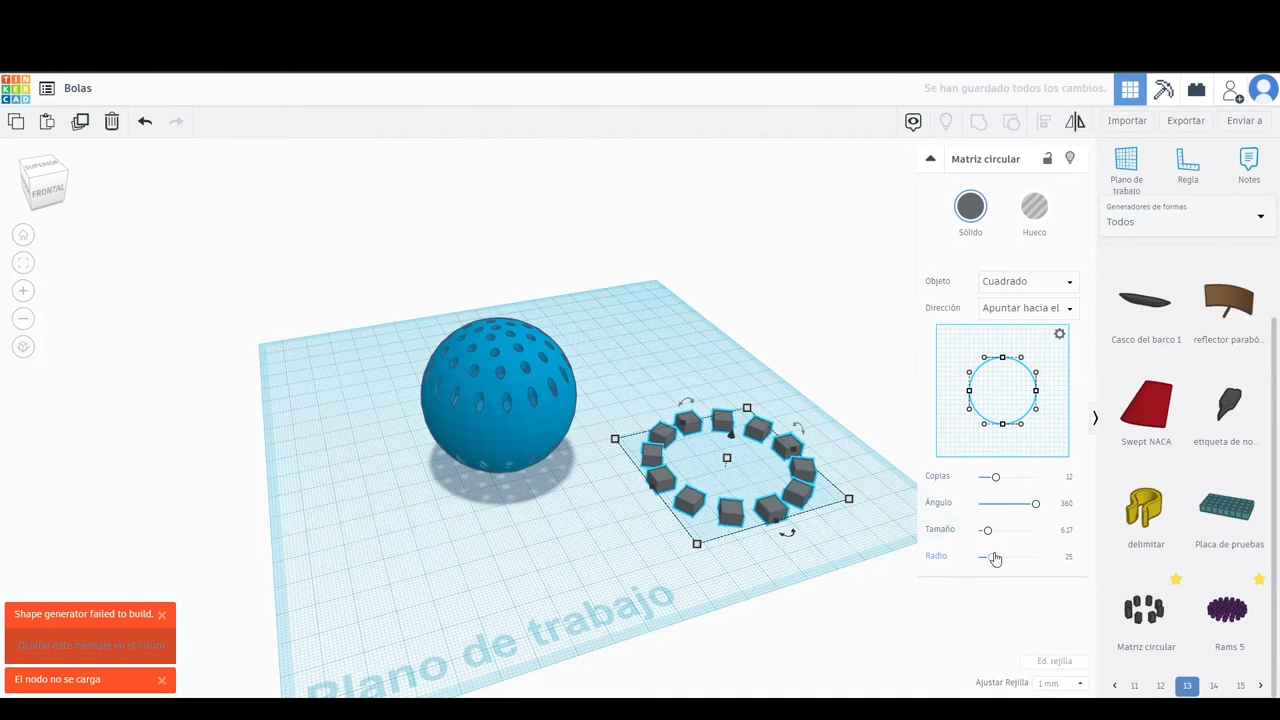 TIN
KER
CAD
Bolas
Se han guardado todos los cambios.
Importar
Exportar
Enviar a
SUPERIOR
FRONTAL
Matriz circular
Sólido
Hueco
Objeto
Cuadrado
Dirección
Apuntar hacia el
Copias
12
Ángulo
360
Tamaño
6.17
Radio
25
Plano de
trabajo
Regla
Notes
Generadores de formas
Todos
Casco del barco 1
reflector parabó...
Swept NACA
etiqueta de no...
delimitar
Placa de pruebas
Matriz circular
Rams 5
11
12
13
14
15
Plano de trabajo
Ed. rejilla
Ajustar Rejilla
1 mm
Shape generator failed to build.
Ocultar este mensaje en el futuro
El nodo no se carga